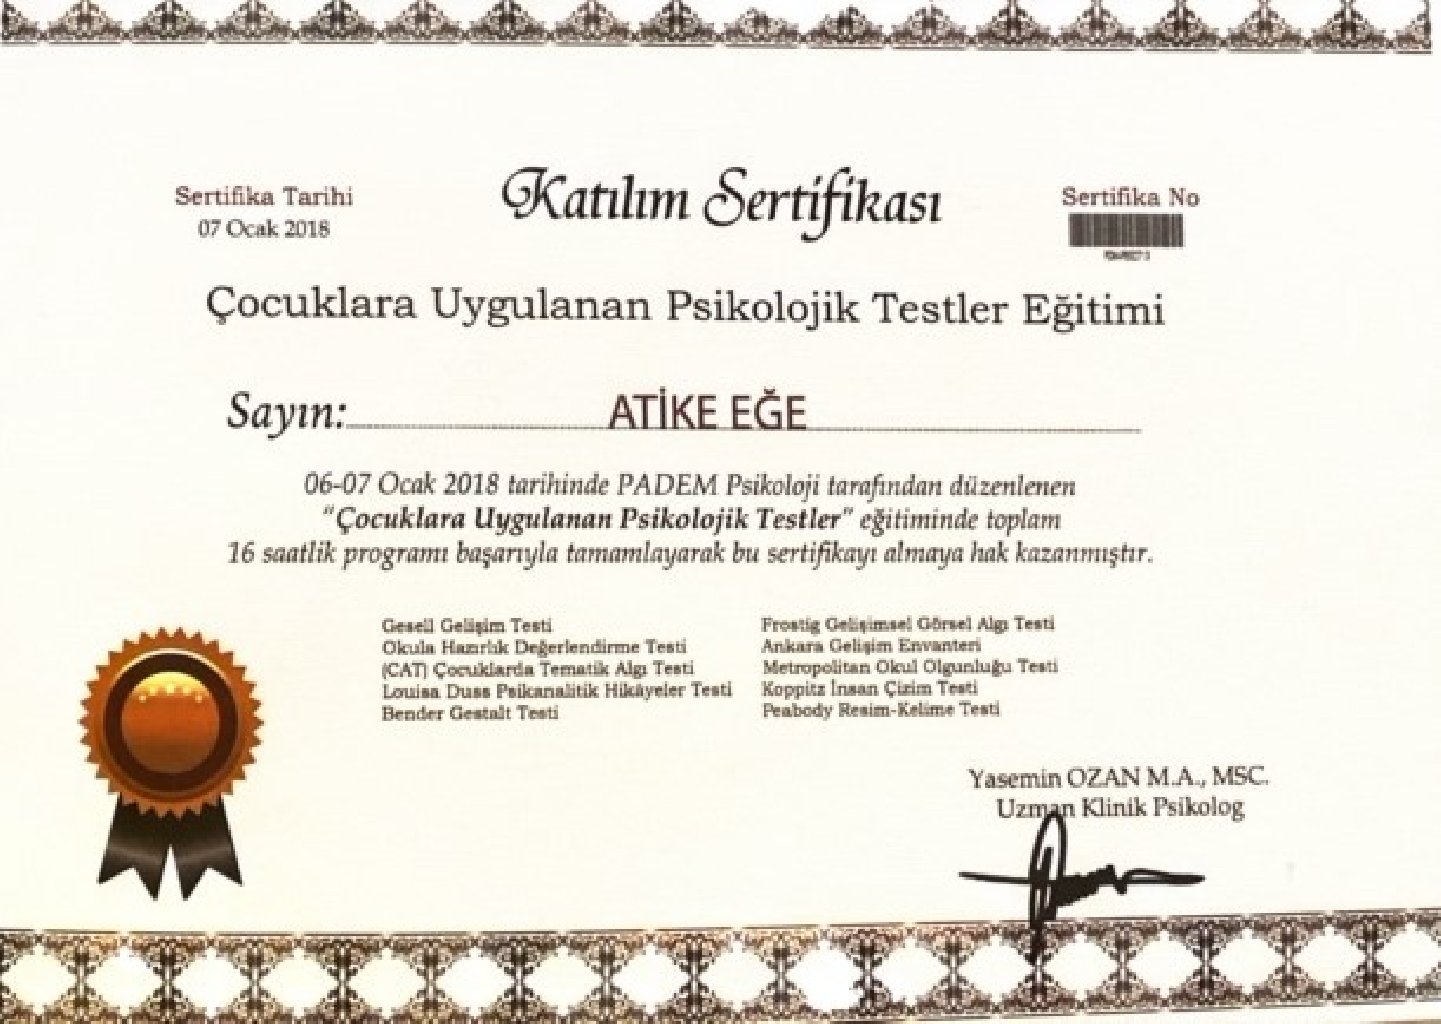 Katılım Sertifikası
Sertifika Tarihi
07 Ocak 2018
Sertifika No
Çocuklara Uygulanan Psikolojik Testler Eğitimi
Sayın: ATİKE EĞE
06-07 Ocak 2018 tarihinde PADEM Psikoloji tarafından düzenlenen
"Çocuklara Uygulanan Psikolojik Testler" eğitiminde toplam
16 saatlik programı başarıyla tamamlayarak bu sertifikayı almaya hak kazanmıştır.
Gesell Gelişim Testi
Okula Hazırlık Değerlendirme Testi
(CAT) Çocuklarda Tematik Algı Testi
Louisa Duss Psikanalitik Hikâyeler Testi
Bender Gestalt Testi
Frostig Gelişimsel Görsel Algı Testi
Ankara Gelişim Envanteri
Metropolitan Okul Olgunluğu Testi
Koppitz İnsan Çizim Testi
Peabody Resim-Kelime Testi
Yasemin OZAN M.A., MSC.
Uzman Klinik Psikolog